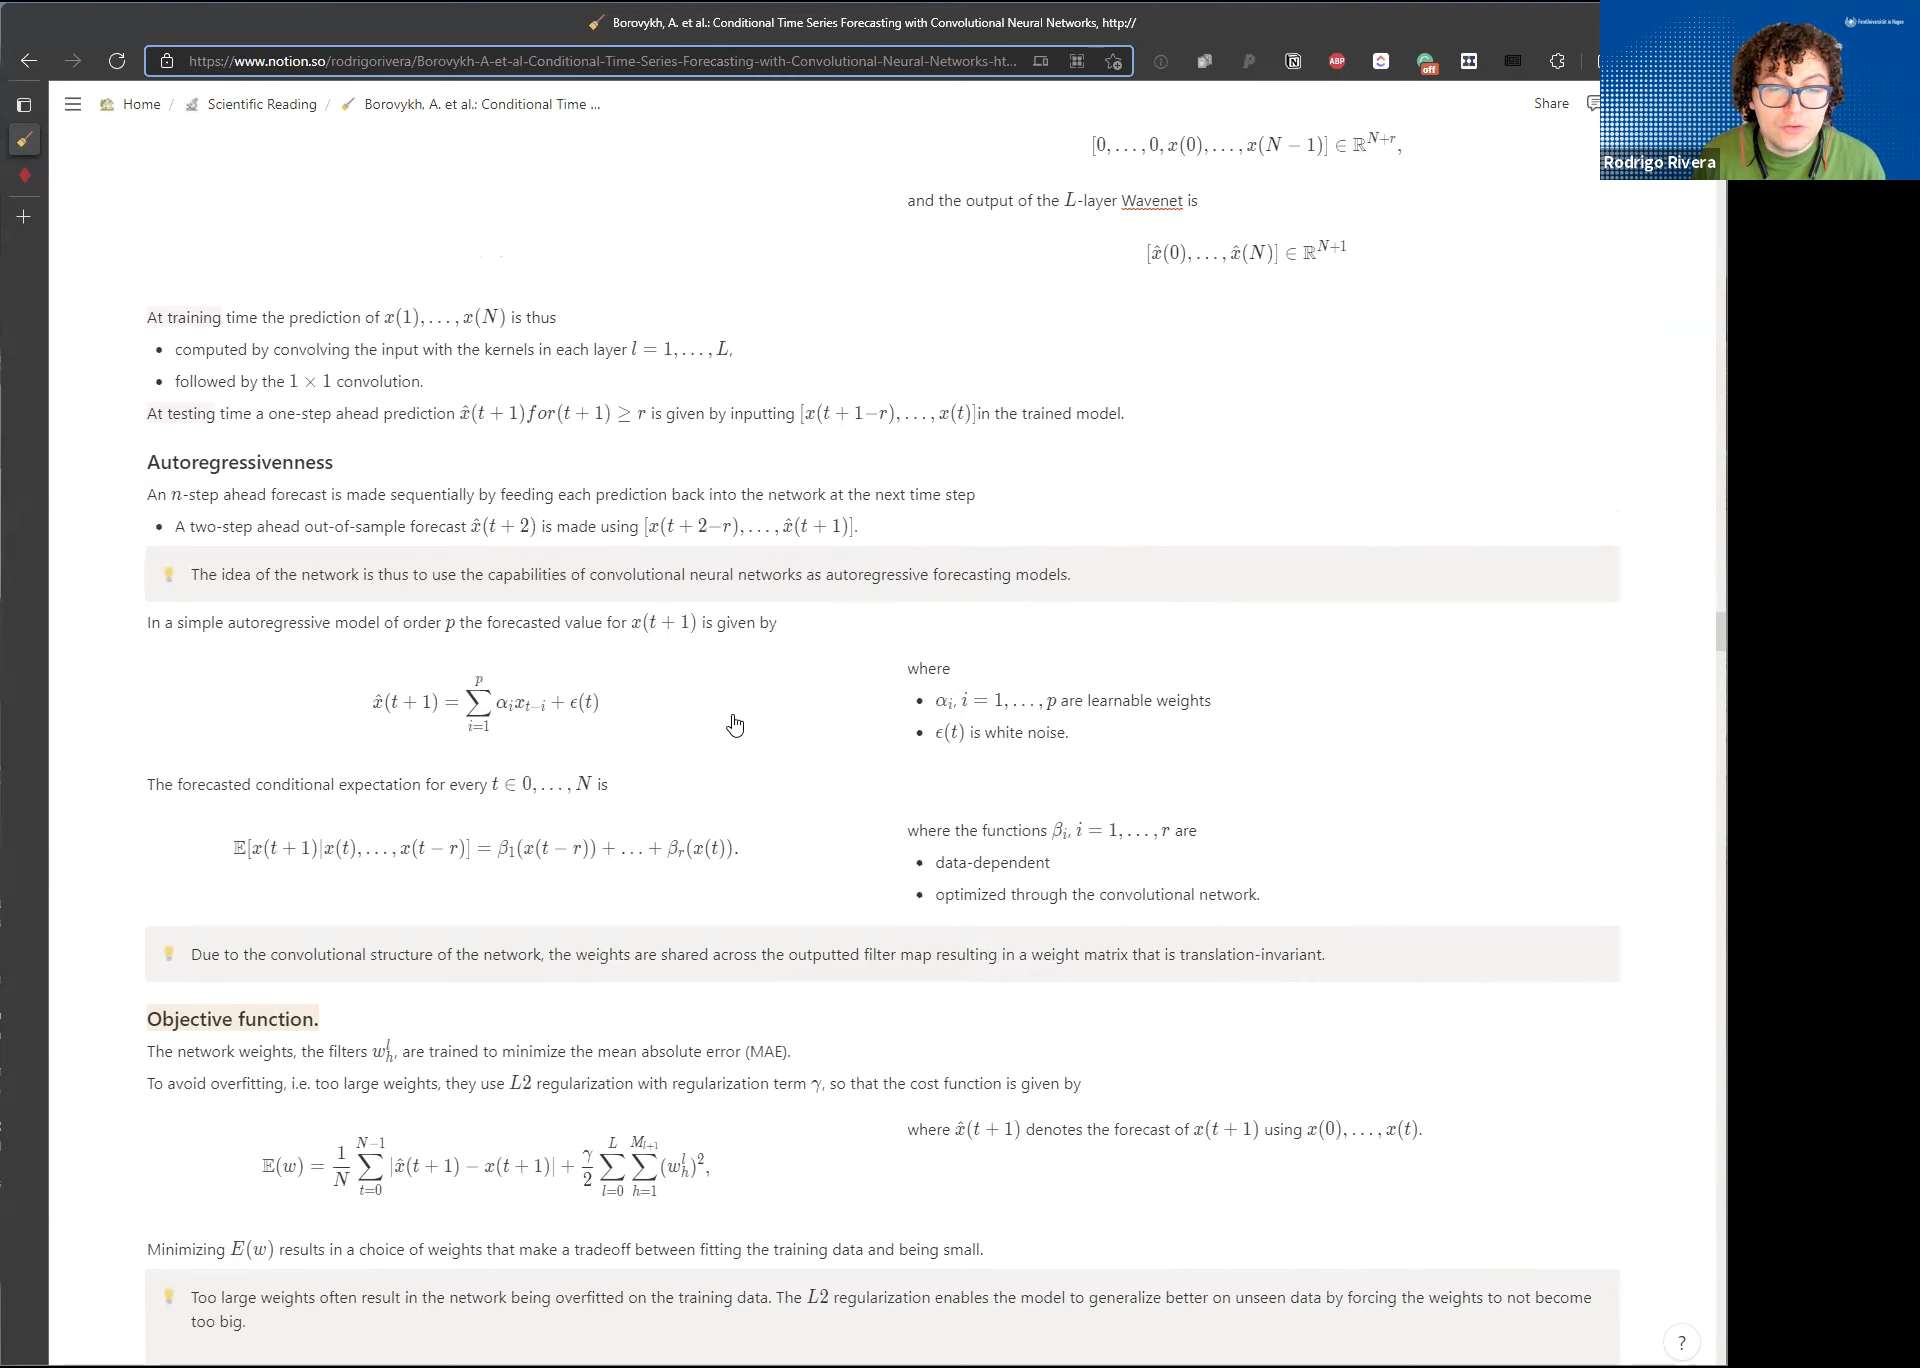 Borovykh, A. et al.: Conditional Time Series Forecasting with Convolutional Neural Networks, http://
https://www.notion.so/rodrigorivera/Borovykh-A-et-al-Conditional-Time-Series-Forecasting-with-Convolutional-Neural-Networks-ht...
ABP
off
Home / Scientific Reading / Borovykh, A. et al.: Conditional Time ...
Share
Rodrigo Rivera
[0, . . . , 0, x(0), . . . , x(N − 1)] ∈ ℝ^{N+r},
and the output of the L-layer Wavenet is
[x̂(0), . . . , x̂(N)] ∈ ℝ^{N+1}
At training time the prediction of x(1), . . . , x(N) is thus
• computed by convolving the input with the kernels in each layer l = 1, . . . , L,
• followed by the 1 × 1 convolution.
At testing time a one-step ahead prediction x̂(t + 1)for(t + 1) ≥ r is given by inputting [x(t + 1−r), . . . , x(t)]in the trained model.
Autoregressivenness
An n-step ahead forecast is made sequentially by feeding each prediction back into the network at the next time step
• A two-step ahead out-of-sample forecast x̂(t + 2) is made using [x(t + 2−r), . . . , x̂(t + 1)].
The idea of the network is thus to use the capabilities of convolutional neural networks as autoregressive forecasting models.
In a simple autoregressive model of order p the forecasted value for x(t + 1) is given by
x̂(t + 1) = ∑_{i=1}^{p} α_i x_{t−i} + ϵ(t)
where
• α_i, i = 1, . . . , p are learnable weights
• ϵ(t) is white noise.
The forecasted conditional expectation for every t ∈ 0, . . . , N is
𝔼[x(t + 1)|x(t), . . . , x(t − r)] = β_1(x(t − r)) + . . . + β_r(x(t)).
where the functions β_i, i = 1, . . . , r are
• data-dependent
• optimized through the convolutional network.
Due to the convolutional structure of the network, the weights are shared across the outputted filter map resulting in a weight matrix that is translation-invariant.
Objective function.
The network weights, the filters w_h^l, are trained to minimize the mean absolute error (MAE).
To avoid overfitting, i.e. too large weights, they use L2 regularization with regularization term γ, so that the cost function is given by
𝔼(w) = \frac{1}{N} ∑_{t=0}^{N−1} |x̂(t + 1) − x(t + 1)| + \frac{γ}{2} ∑_{l=0}^{L} ∑_{h=1}^{M_{l+1}} (w_h^l)^2,
where x̂(t + 1) denotes the forecast of x(t + 1) using x(0), . . . , x(t).
Minimizing E(w) results in a choice of weights that make a tradeoff between fitting the training data and being small.
Too large weights often result in the network being overfitted on the training data. The L2 regularization enables the model to generalize better on unseen data by forcing the weights to not become
too big.
?